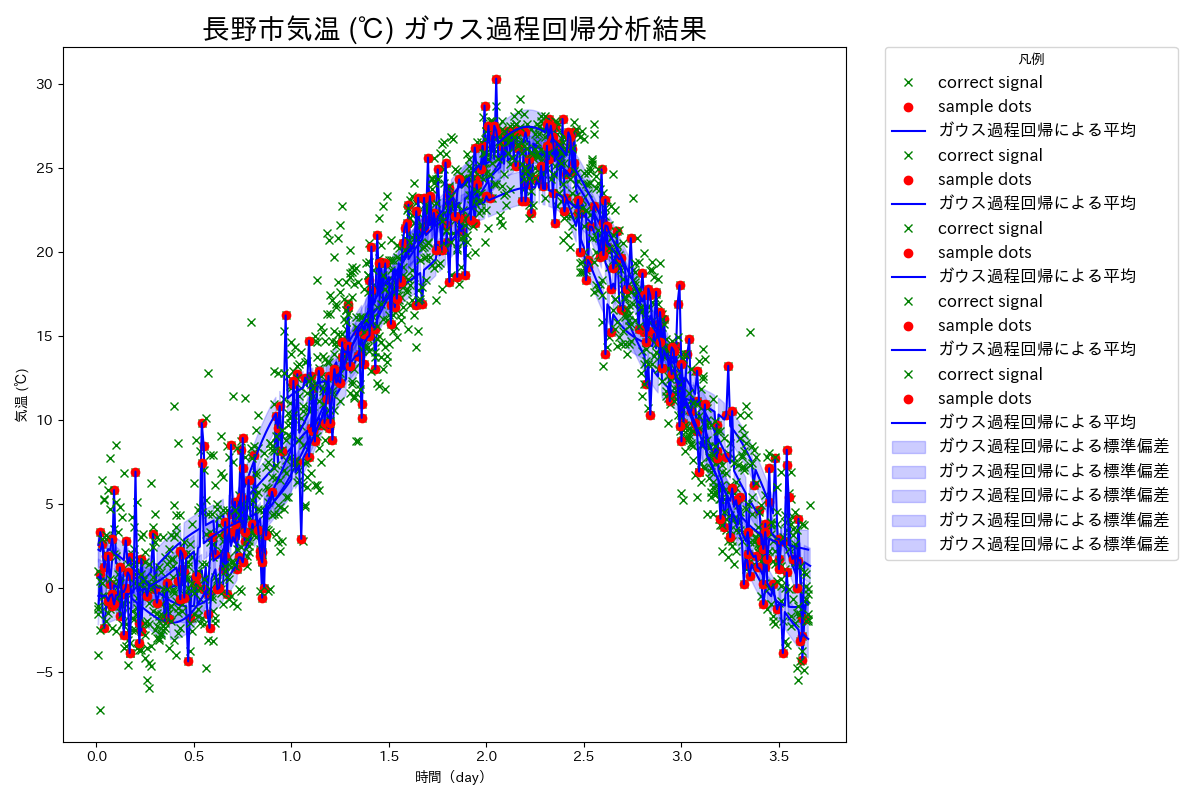 長野市気温 (℃) ガウス過程回帰分析結果
気温 (℃)
30
25
20
15
10
5
0
−5
0.0 0.5 1.0 1.5 2.0 2.5 3.0 3.5
時間（day）
凡例
correct signal
sample dots
ガウス過程回帰による平均
correct signal
sample dots
ガウス過程回帰による平均
correct signal
sample dots
ガウス過程回帰による平均
correct signal
sample dots
ガウス過程回帰による平均
correct signal
sample dots
ガウス過程回帰による平均
ガウス過程回帰による標準偏差
ガウス過程回帰による標準偏差
ガウス過程回帰による標準偏差
ガウス過程回帰による標準偏差
ガウス過程回帰による標準偏差